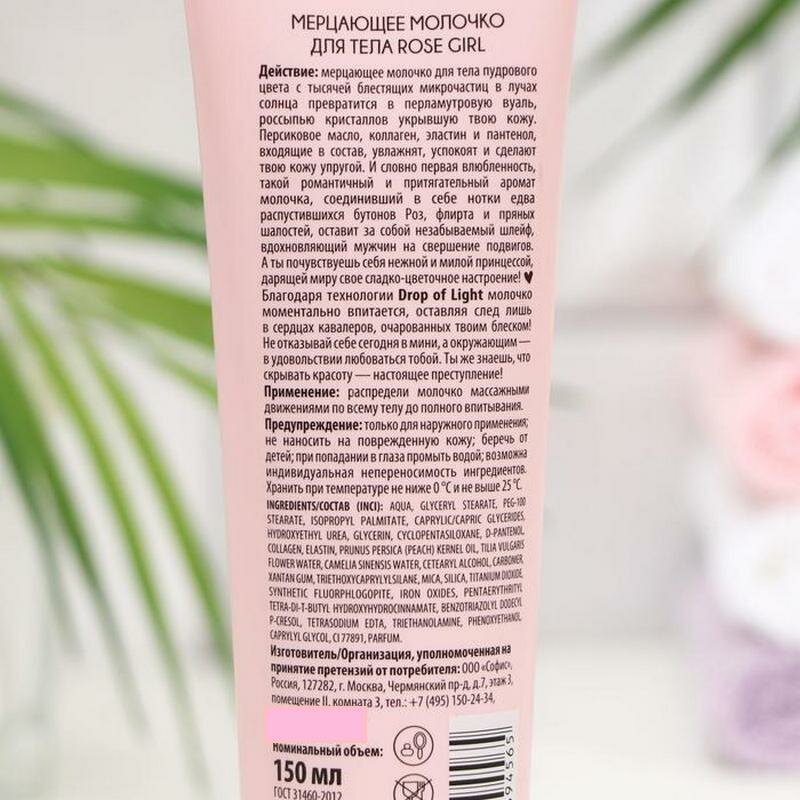 МЕРЦАЮЩЕЕ МОЛОЧКО
ДЛЯ ТЕЛА ROSE GIRL
Действие: мерцающее молочко для тела пудрового
цвета с тысячей блестящих микрочастиц в лучах
солнца превратится в перламутровую вуаль,
россыпью кристаллов укрывшую твою кожу.
Персиковое масло, коллаген, эластин и пантенол,
входящие в состав, увлажнят, успокоят и сделают
твою кожу упругой. И словно первая влюбленность,
такой романтичный и притягательный аромат
молочка, соединивший в себе нотки едва
распустившихся бутонов Роз, флирта и пряных
шалостей, оставит за собой незабываемый шлейф,
вдохновляющий мужчин на свершение подвигов.
А ты почувствуешь себя нежной и милой принцессой,
дарящей миру свое сладко-цветочное настроение! ♥
Благодаря технологии Drop of Light молочко
моментально впитается, оставляя след лишь
в сердцах кавалеров, очарованных твоим блеском!
Не отказывай себе сегодня в мини, а окружающим —
в удовольствии любоваться тобой. Ты же знаешь, что
скрывать красоту — настоящее преступление!
Применение: распредели молочко массажными
движениями по всему телу до полного впитывания.
Предупреждение: только для наружного применения;
не наносить на поврежденную кожу; беречь от
детей; при попадании в глаза промыть водой; возможна
индивидуальная непереносимость ингредиентов.
Хранить при температуре не ниже 0 °С и не выше 25 °С.
INGREDIENTS/СОСТАВ (INCI): AQUA, GLYCERYL STEARATE, PEG-100
STEARATE, ISOPROPYL PALMITATE, CAPRYLIC/CAPRIC GLYCERIDES,
HYDROXYETHYL UREA, GLYCERIN, CYCLOPENTASILOXANE, D-PANTENOL,
COLLAGEN, ELASTIN, PRUNUS PERSICA (PEACH) KERNEL OIL, TILIA VULGARIS
FLOWER WATER, CAMELIA SINENSIS WATER, CETEARYL ALCOHOL, CARBOMER,
XANTAN GUM, TRIETHOXYCAPRYLYLSILANE, MICA, SILICA, TITANIUM DIOXIDE,
SYNTHETIC FLUORPHLOGOPITE, IRON OXIDES, PENTAERYTHRITYL
TETRA-DI-T-BUTYL HYDROXYHYDROCINNAMATE, BENZOTRIAZOLYL DODECYL
P-CRESOL, TETRASODIUM EDTA, TRIETHANOLAMINE, PHENOXYETHANOL,
CAPRYLYL GLYCOL, CI 77891, PARFUM.
Изготовитель/Организация, уполномоченная на
принятие претензий от потребителя: ООО «Софис»,
Россия, 127282, г. Москва, Чермянский пр-д, д.7, этаж 3,
помещение II, комната 3, тел.: +7 (495) 150-24-34,
номинальный объем:
150 мл
ГОСТ 31460-2012
94565